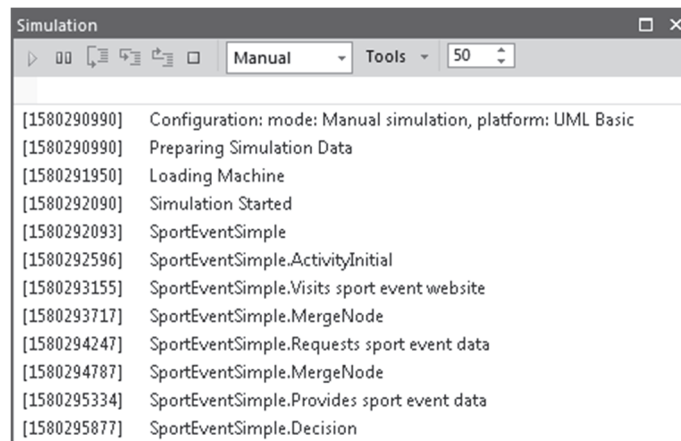 Simulation
Manual Tools 50
[1580290990] Configuration: mode: Manual simulation, platform: UML Basic
[1580290990] Preparing Simulation Data
[1580291950] Loading Machine
[1580292090] Simulation Started
[1580292093] SportEventSimple
[1580292596] SportEventSimple.ActivityInitial
[1580293155] SportEventSimple.Visits sport event website
[1580293717] SportEventSimple.MergeNode
[1580294247] SportEventSimple.Requests sport event data
[1580294787] SportEventSimple.MergeNode
[1580295334] SportEventSimple.Provides sport event data
[1580295877] SportEventSimple.Decision